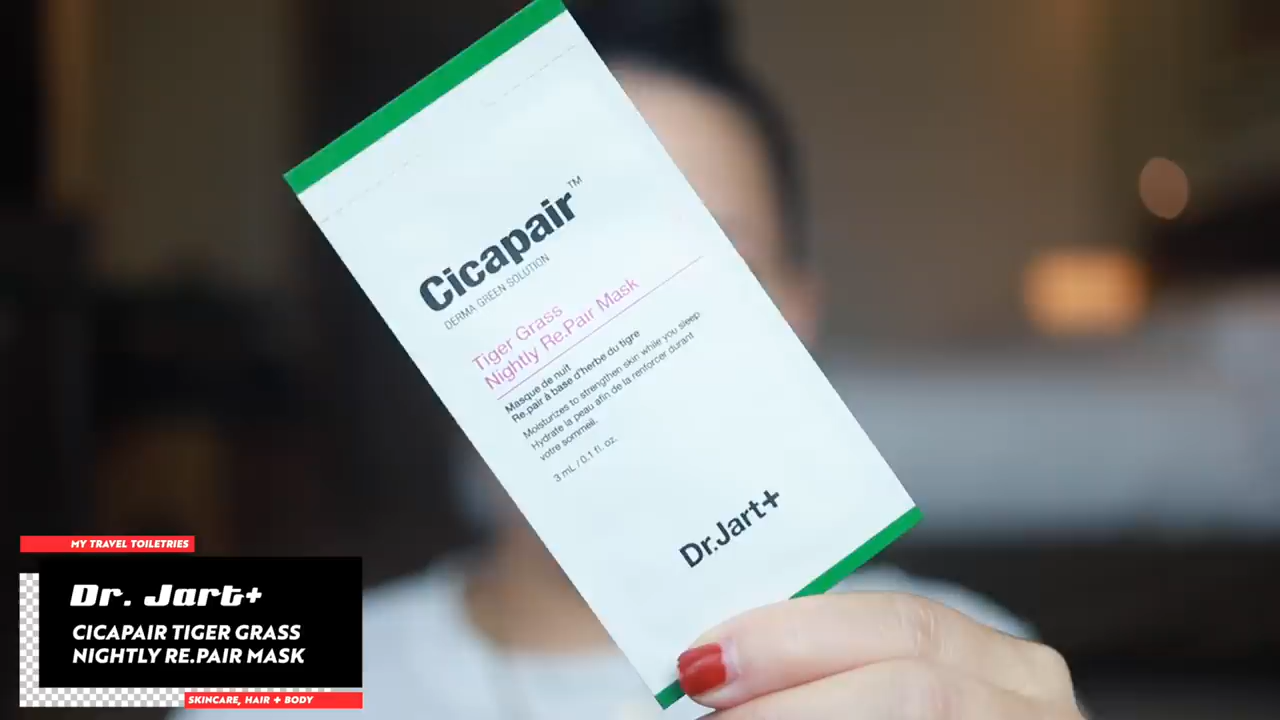 Cicapair™
DERMA GREEN SOLUTION
Tiger Grass
Nightly Re.Pair Mask
Masque de nuit
Re.pair à base d'herbe du tigre
Moisturizes to strengthen skin while you sleep
Hydrate la peau afin de la renforcer durant
votre sommeil.
3 mL / 0.1 fl. oz.
Dr.Jart+
MY TRAVEL TOILETRIES
Dr. Jart+
CICAPAIR TIGER GRASS
NIGHTLY RE.PAIR MASK
SKINCARE, HAIR + BODY